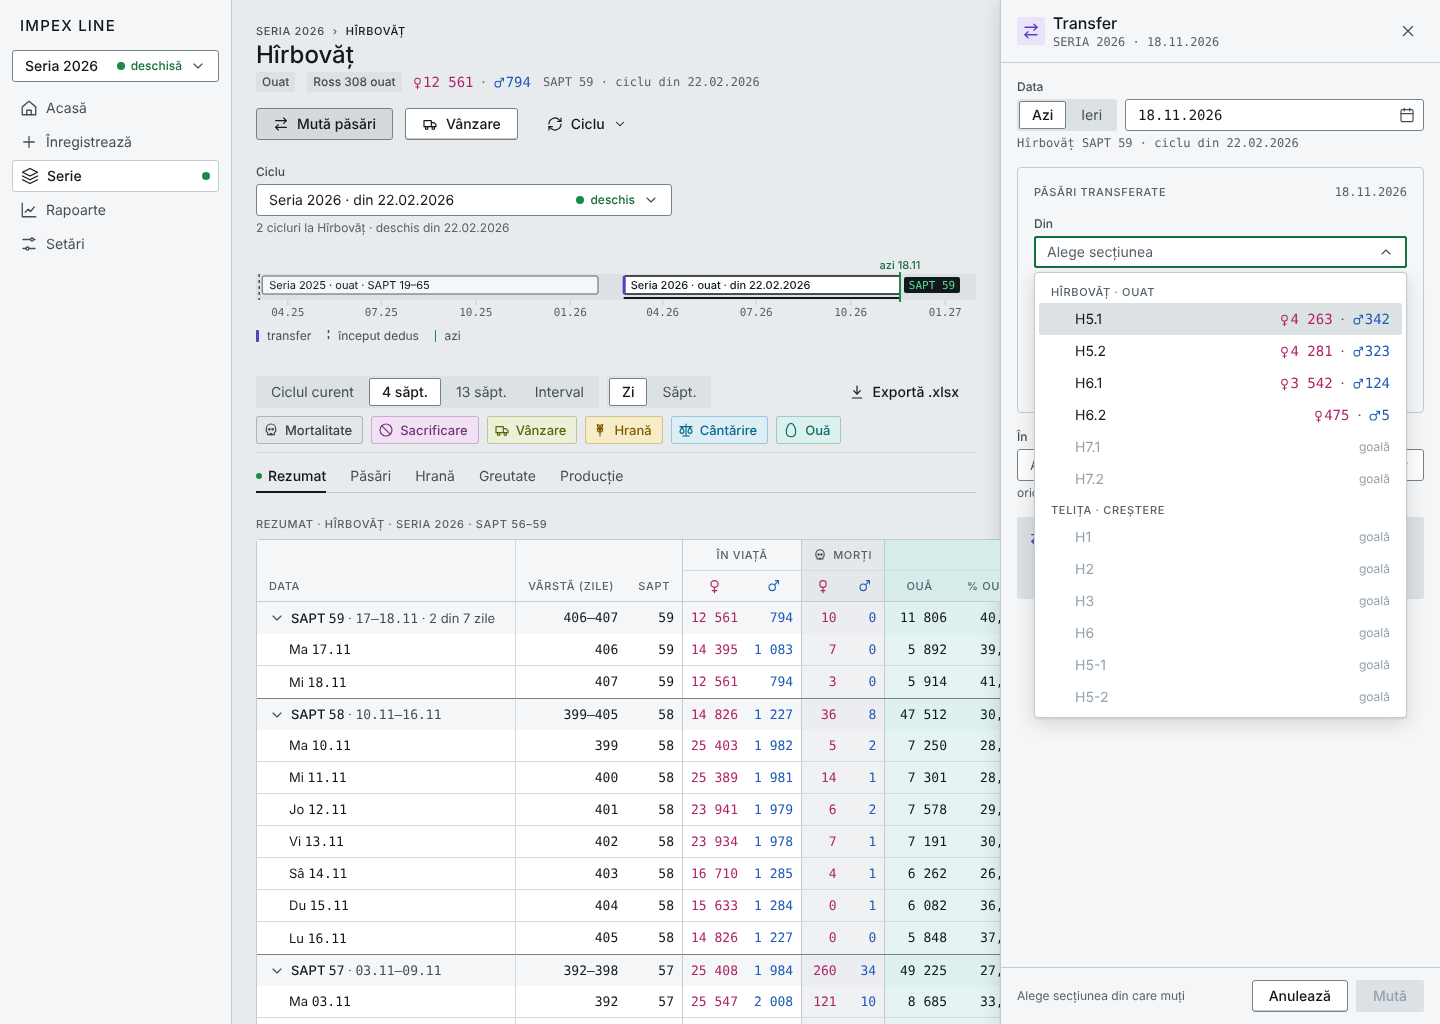 IMPEX LINE
Seria 2026 deschisă
Acasă
Înregistrează
Serie
Rapoarte
Setări
SERIA 2026 › HÎRBOVĂȚ
Hîrbovăț
Ouat Ross 308 ouat ♀12 561 · ♂794 SAPT 59 · ciclu din 22.02.2026
Mută păsări Vânzare Ciclu
Ciclu
Seria 2026 · din 22.02.2026 deschis
2 cicluri la Hîrbovăț · deschis din 22.02.2026
azi 18.11
Seria 2025 · ouat · SAPT 19–65 Seria 2026 · ouat · din 22.02.2026 SAPT 59
04.25 07.25 10.25 01.26 04.26 07.26 10.26 01.27
transfer început dedus azi
Ciclul curent 4 săpt. 13 săpt. Interval Zi Săpt. Exportă .xlsx
Mortalitate Sacrificare Vânzare Hrană Cântărire Ouă
Rezumat Păsări Hrană Greutate Producție
REZUMAT · HÎRBOVĂȚ · SERIA 2026 · SAPT 56–59
ÎN VIAȚĂ MORȚI
DATA VÂRSTĂ (ZILE) SAPT ♀ ♂ ♀ ♂ OUĂ % OU
SAPT 59 · 17–18.11 · 2 din 7 zile 406–407 59 12 561 794 10 0 11 806 40,
Ma 17.11 406 59 14 395 1 083 7 0 5 892 39,
Mi 18.11 407 59 12 561 794 3 0 5 914 41,
SAPT 58 · 10.11–16.11 399–405 58 14 826 1 227 36 8 47 512 30,
Ma 10.11 399 58 25 403 1 982 5 2 7 250 28,
Mi 11.11 400 58 25 389 1 981 14 1 7 301 28,
Jo 12.11 401 58 23 941 1 979 6 2 7 578 29,
Vi 13.11 402 58 23 934 1 978 7 1 7 191 30,
Sâ 14.11 403 58 16 710 1 285 4 1 6 262 26,
Du 15.11 404 58 15 633 1 284 0 1 6 082 36,
Lu 16.11 405 58 14 826 1 227 0 0 5 848 37,
SAPT 57 · 03.11–09.11 392–398 57 25 408 1 984 260 34 49 225 27,
Ma 03.11 392 57 25 547 2 008 121 10 8 685 33,
Transfer
SERIA 2026 · 18.11.2026
Data
Azi Ieri 18.11.2026
Hîrbovăț SAPT 59 · ciclu din 22.02.2026
PĂSĂRI TRANSFERATE 18.11.2026
Din
Alege secțiunea
HÎRBOVĂȚ · OUAT
H5.1 ♀4 263 · ♂342
H5.2 ♀4 281 · ♂323
H6.1 ♀3 542 · ♂124
H6.2 ♀475 · ♂5
H7.1 goală
H7.2 goală
TELIȚA · CREȘTERE
H1 goală
H2 goală
H3 goală
H6 goală
H5-1 goală
H5-2 goală
În
Alege secțiunea din care muți Anulează Mută